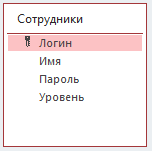 Сотрудники
Логин
Имя
Пароль
Уровень